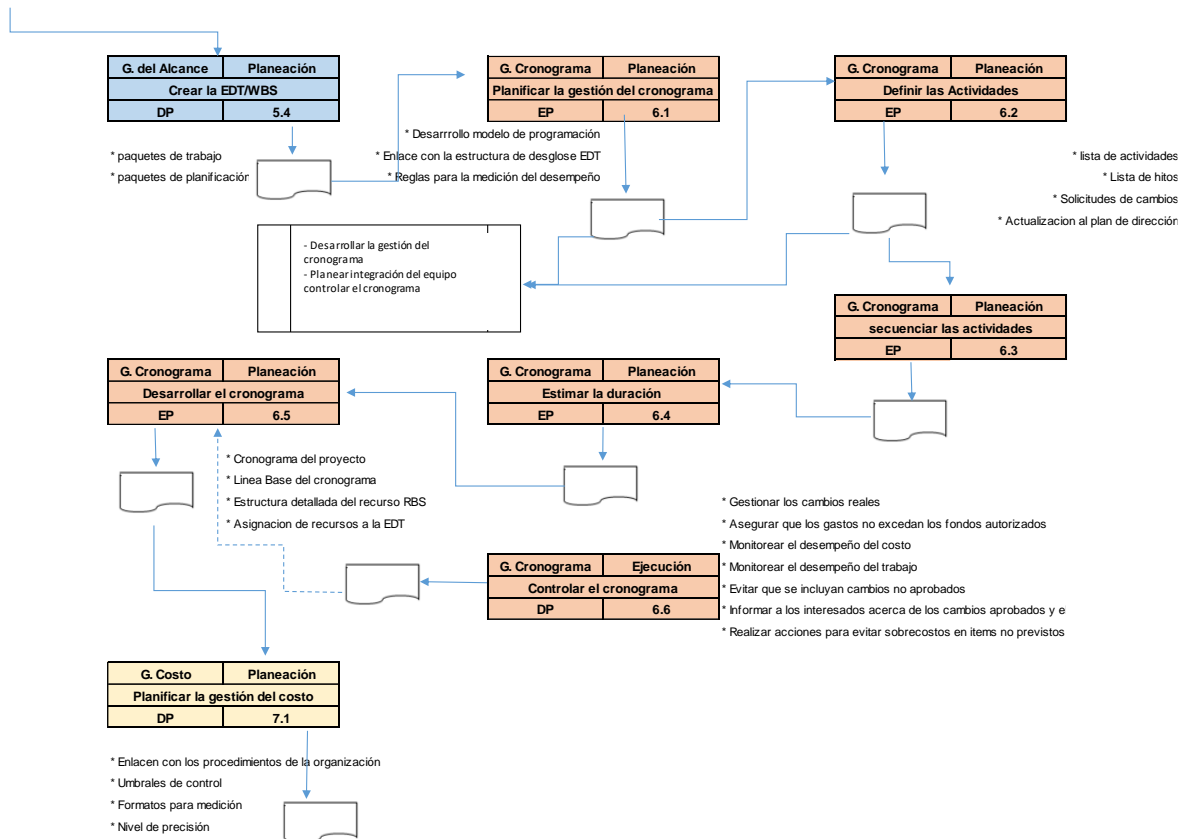 G. del Alcance Planeación
Crear la EDT/WBS
DP 5.4
* paquetes de trabajo
* paquetes de planificación
G. Cronograma Planeación
Planificar la gestión del cronograma
EP 6.1
* Desarrrollo modelo de programación
* Enlace con la estructura de desglose EDT
* Reglas para la medición del desempeño
G. Cronograma Planeación
Definir las Actividades
EP 6.2
* lista de actividades
* Lista de hitos
* Solicitudes de cambios
* Actualizacion al plan de dirección
- Desarrollar la gestión del
cronograma
- Planear integración del equipo
controlar el cronograma
G. Cronograma Planeación
secuenciar las actividades
EP 6.3
G. Cronograma Planeación
Desarrollar el cronograma
EP 6.5
G. Cronograma Planeación
Estimar la duración
EP 6.4
* Cronograma del proyecto
* Linea Base del cronograma
* Estructura detallada del recurso RBS
* Asignacion de recursos a la EDT
G. Cronograma Ejecución
Controlar el cronograma
DP 6.6
* Gestionar los cambios reales
* Asegurar que los gastos no excedan los fondos autorizados
* Monitorear el desempeño del costo
* Monitorear el desempeño del trabajo
* Evitar que se incluyan cambios no aprobados
* Informar a los interesados acerca de los cambios aprobados y e
* Realizar acciones para evitar sobrecostos en items no previstos
G. Costo Planeación
Planificar la gestión del costo
DP 7.1
* Enlacen con los procedimientos de la organización
* Umbrales de control
* Formatos para medición
* Nivel de precisión